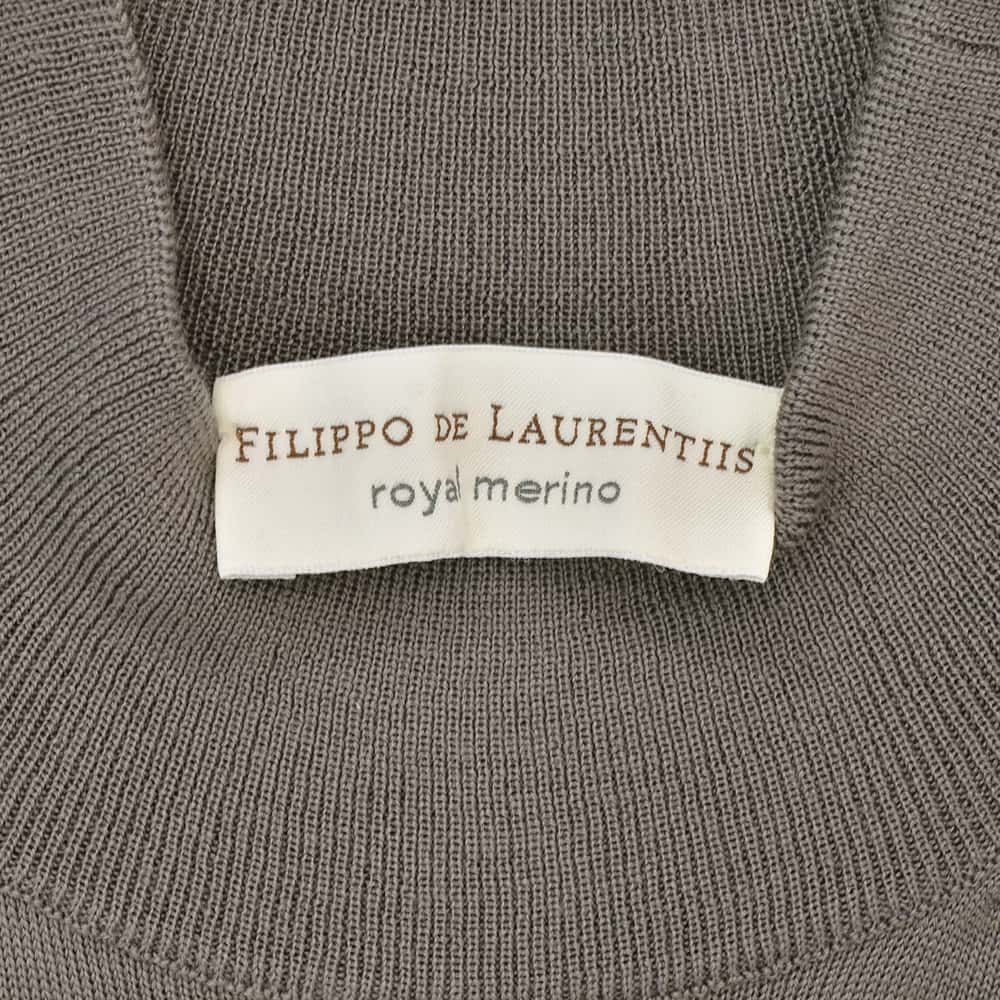 FILIPPO DE LAURENTIIS
royal merino